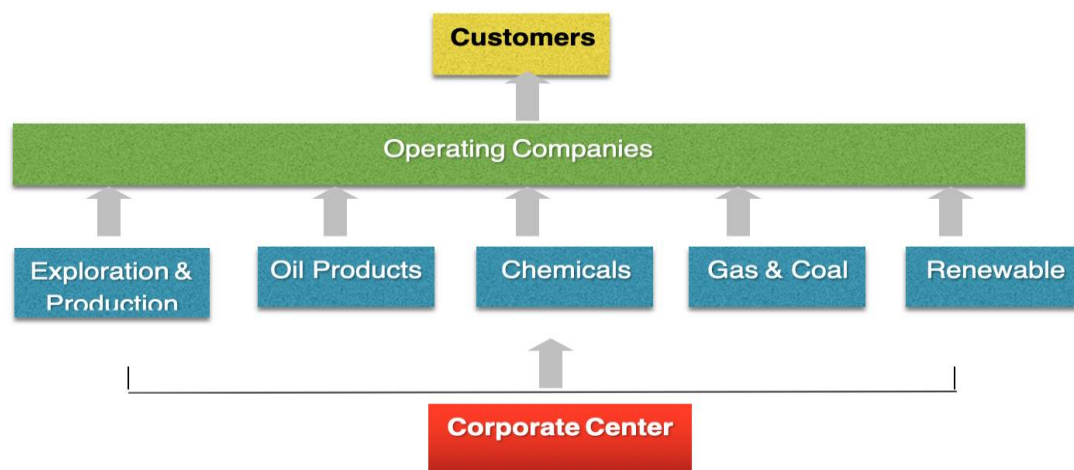 Customers
Operating Companies
Exploration &
Production
Oil Products
Chemicals
Gas & Coal
Renewable
Corporate Center